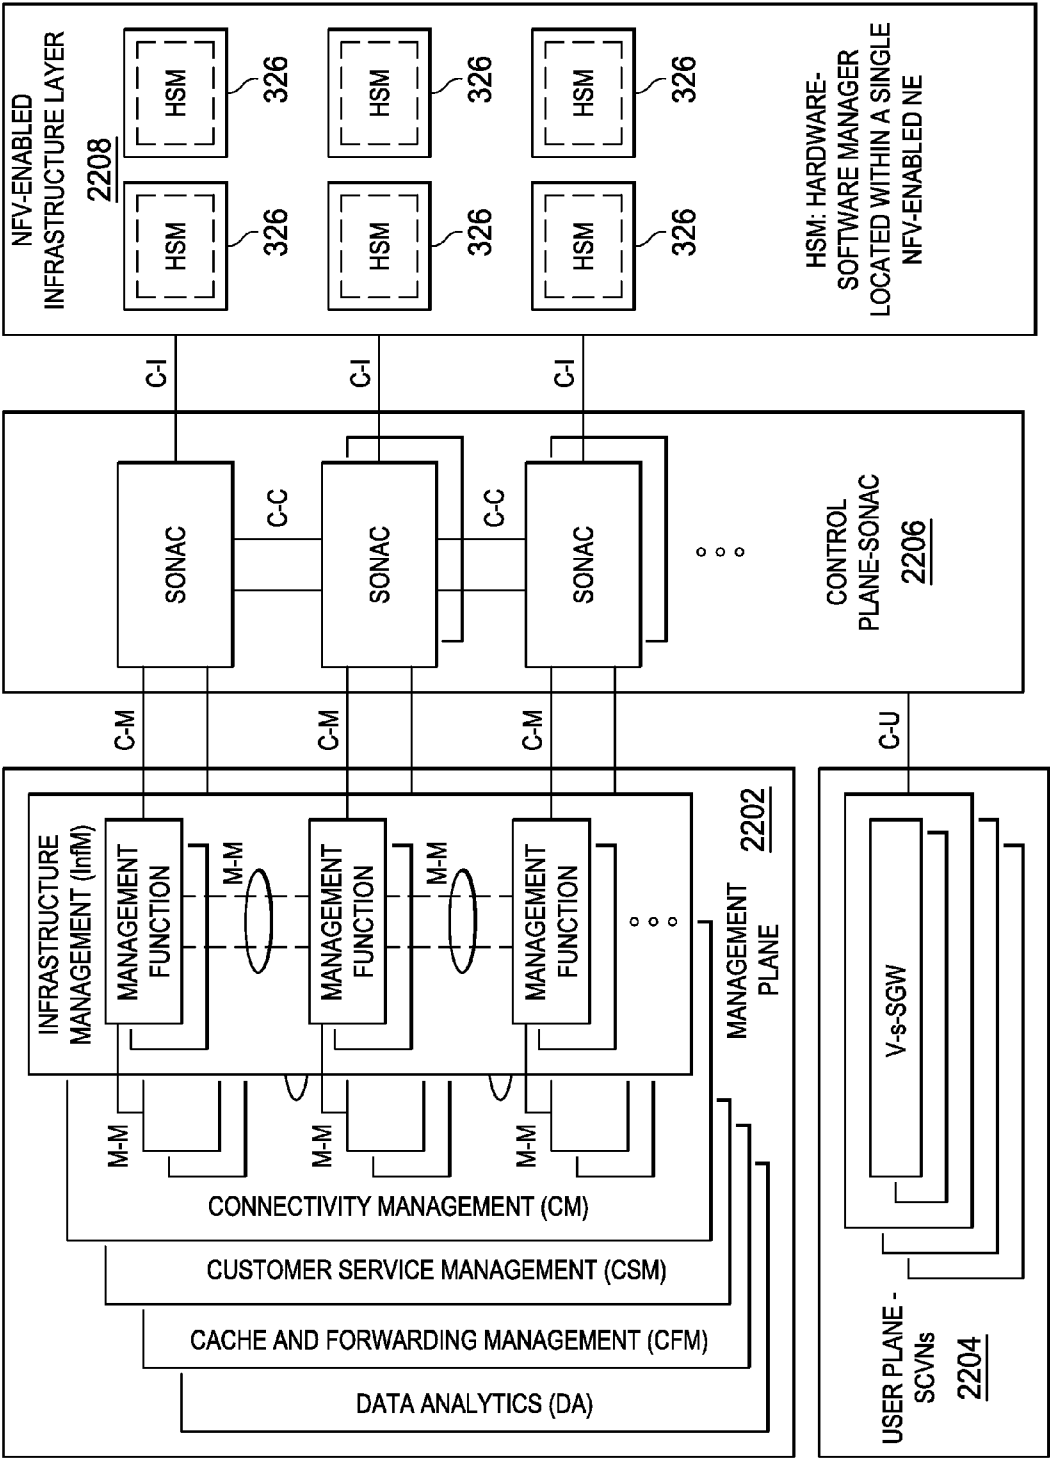 INFRASTRUCTURE
MANAGEMENT (InfM)
MANAGEMENT
FUNCTION
M-M
M-M
MANAGEMENT
FUNCTION
M-M
M-M
MANAGEMENT
FUNCTION
M-M
CONNECTIVITY MANAGEMENT (CM)
CUSTOMER SERVICE MANAGEMENT (CSM)
CACHE AND FORWARDING MANAGEMENT (CFM)
DATA ANALYTICS (DA)
MANAGEMENT
PLANE
2202
C-M
C-M
C-M
SONAC
C-C
SONAC
C-C
SONAC
CONTROL
PLANE-SONAC
2206
C-I
C-I
C-I
NFV-ENABLED
INFRASTRUCTURE LAYER
2208
HSM
326
HSM
326
HSM
326
HSM
326
HSM
326
HSM
326
HSM: HARDWARE-
SOFTWARE MANAGER
LOCATED WITHIN A SINGLE
NFV-ENABLED NE
USER PLANE -
SCVNs
2204
V-s-SGW
C-U